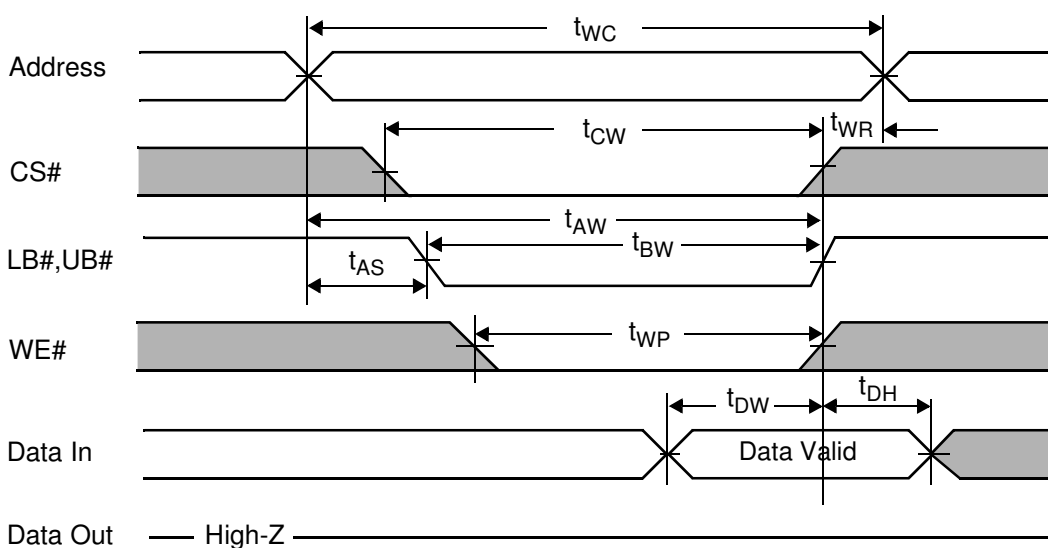 tWC
Address
tCW
tWR
CS#
tAW
tBW
LB#,UB#
tAS
tWP
WE#
tDW
tDH
Data In
Data Valid
Data Out
High-Z